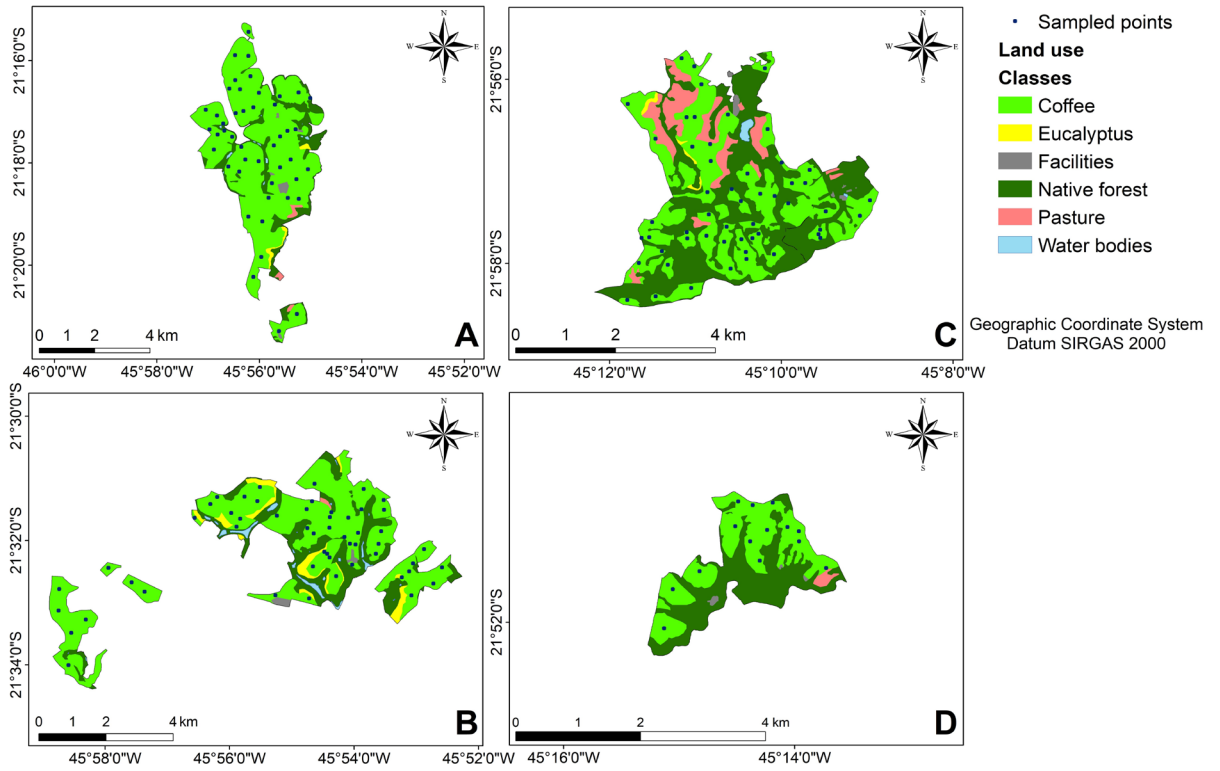 N
W E
S
21°16'0"S
21°18'0"S
21°20'0"S
0 1 2 4 km
A
46°0'0"W 45°58'0"W 45°56'0"W 45°54'0"W 45°52'0"W
N
W E
S
21°56'0"S
21°58'0"S
0 1 2 4 km
C
45°12'0"W 45°10'0"W 45°8'0"W
Sampled points
Land use
Classes
Coffee
Eucalyptus
Facilities
Native forest
Pasture
Water bodies
Geographic Coordinate System
Datum SIRGAS 2000
N
W E
S
21°30'0"S
21°32'0"S
21°34'0"S
0 1 2 4 km
B
45°58'0"W 45°56'0"W 45°54'0"W 45°52'0"W
N
W E
S
21°52'0"S
0 1 2 4 km
D
45°16'0"W 45°14'0"W